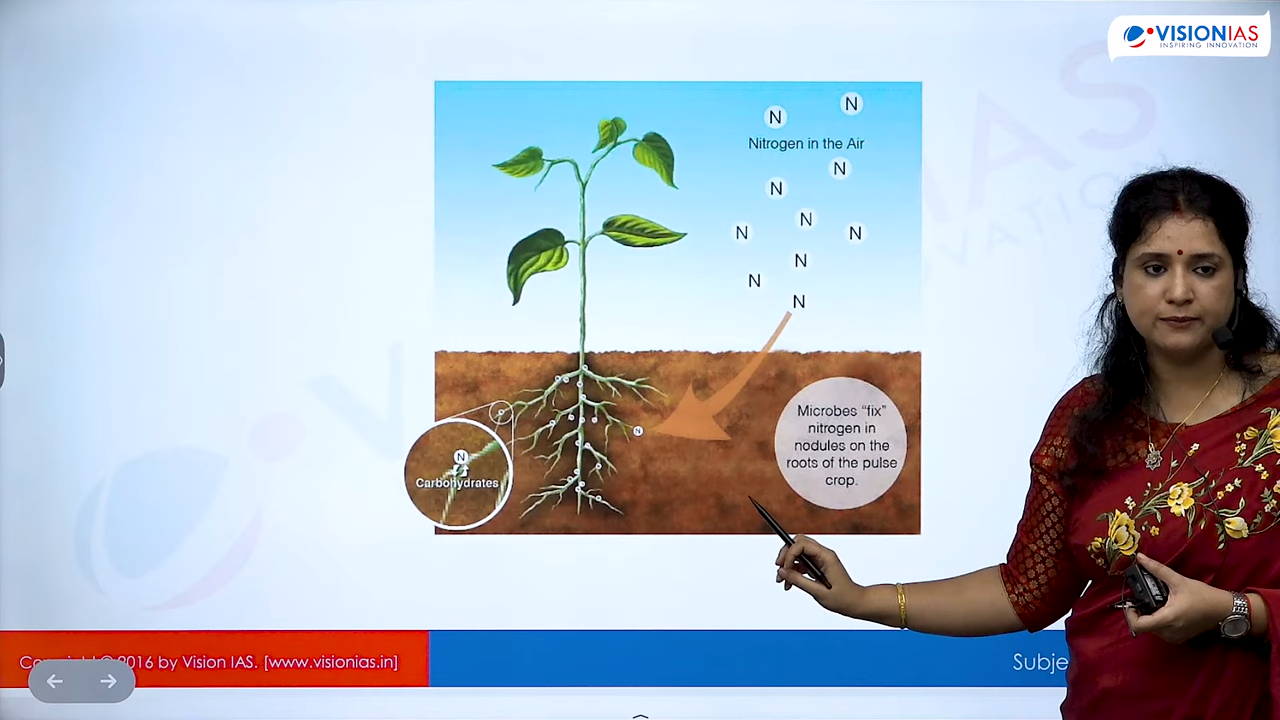 VISIONIAS
INSPIRING INNOVATION
N
N
Nitrogen in the Air
N
N
N
N
N
N
N
N
Microbes “fix”
nitrogen in
nodules on the
roots of the pulse
crop.
N
N
Carbohydrates
2016 by Vision IAS. [www.visionias.in]